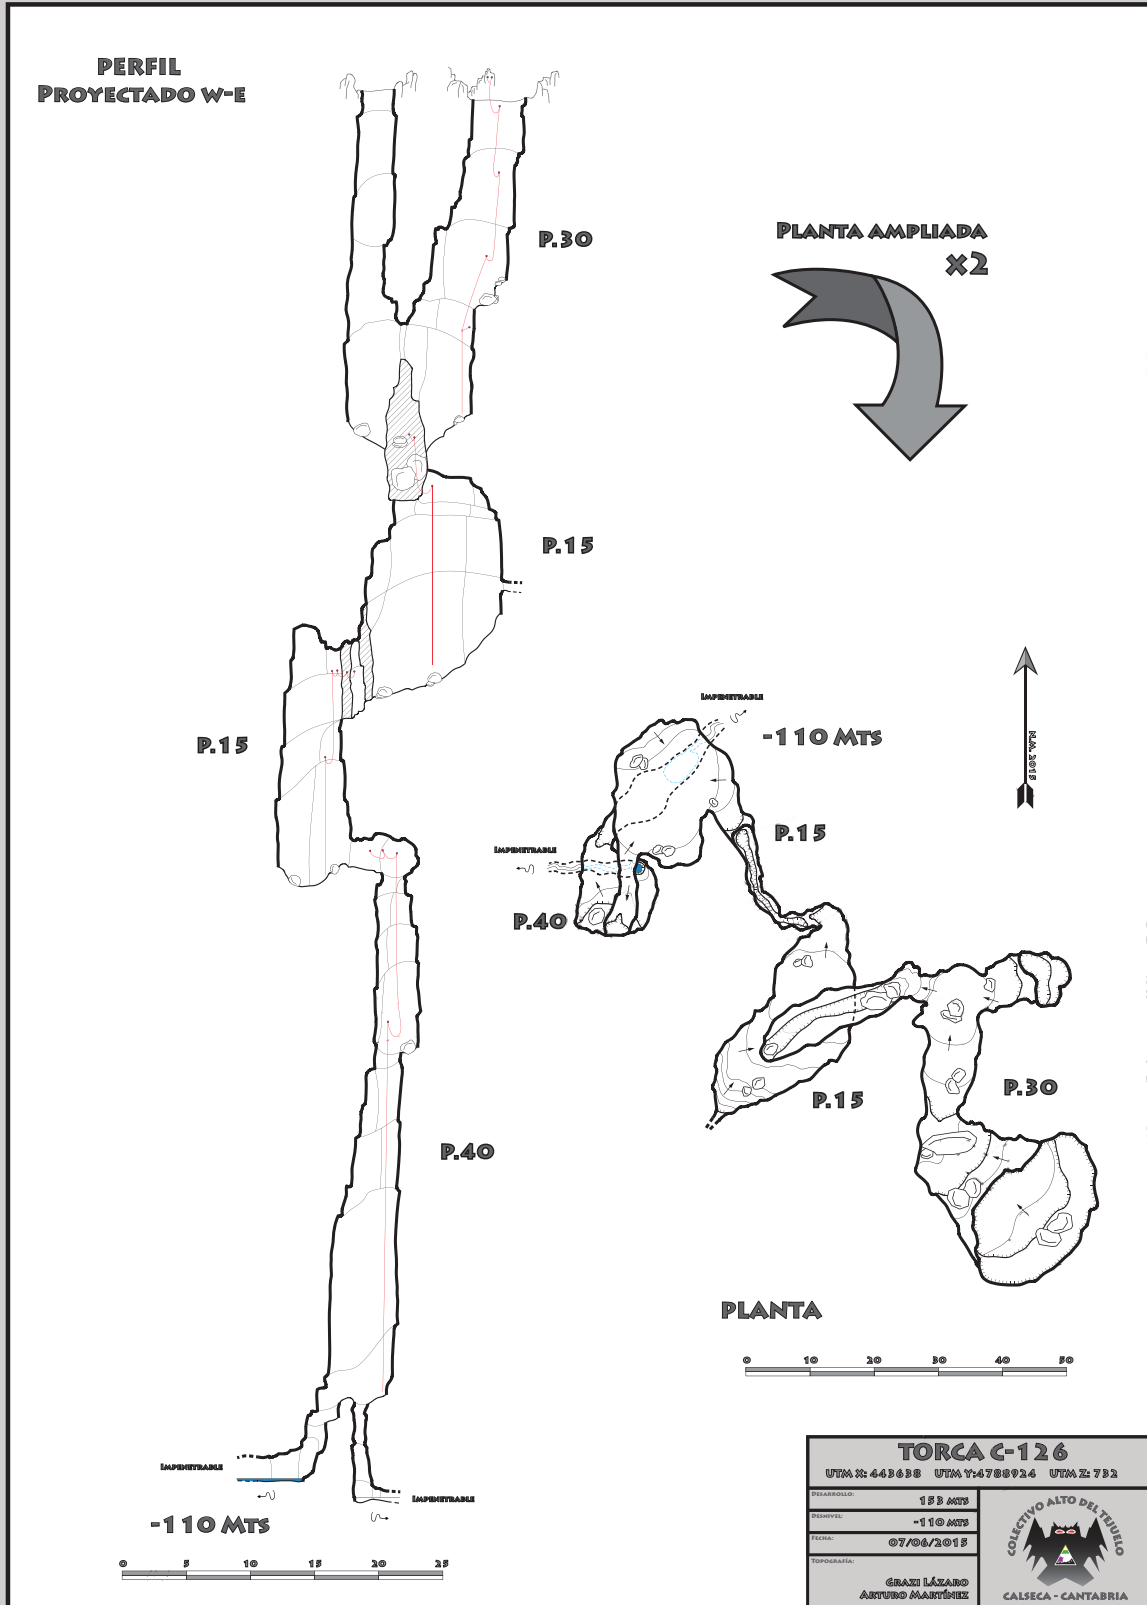 PERFIL
PROYECTADO W-E
P.30
PLANTA AMPLIADA
X2
P.15
P.15
IMPENETRABLE
-110 MTS
N.M. 2015
P.15
IMPENETRABLE
P.40
P.15
P.30
P.40
PLANTA
0 10 20 30 40 50
IMPENETRABLE
IMPENETRABLE
-110 MTS
0 5 10 15 20 25
TORCA C-126
UTM X: 443638 UTM Y:4788924 UTM Z: 732
DESARROLLO:
153 MTS
DESNIVEL:
-110 MTS
FECHA:
07/06/2015
TOPOGRAFÍA:
GRAZI LÁZARO
ARTURO MARTÍNEZ
COLECTIVO ALTO DEL TEJUELO
CALSECA - CANTABRIA